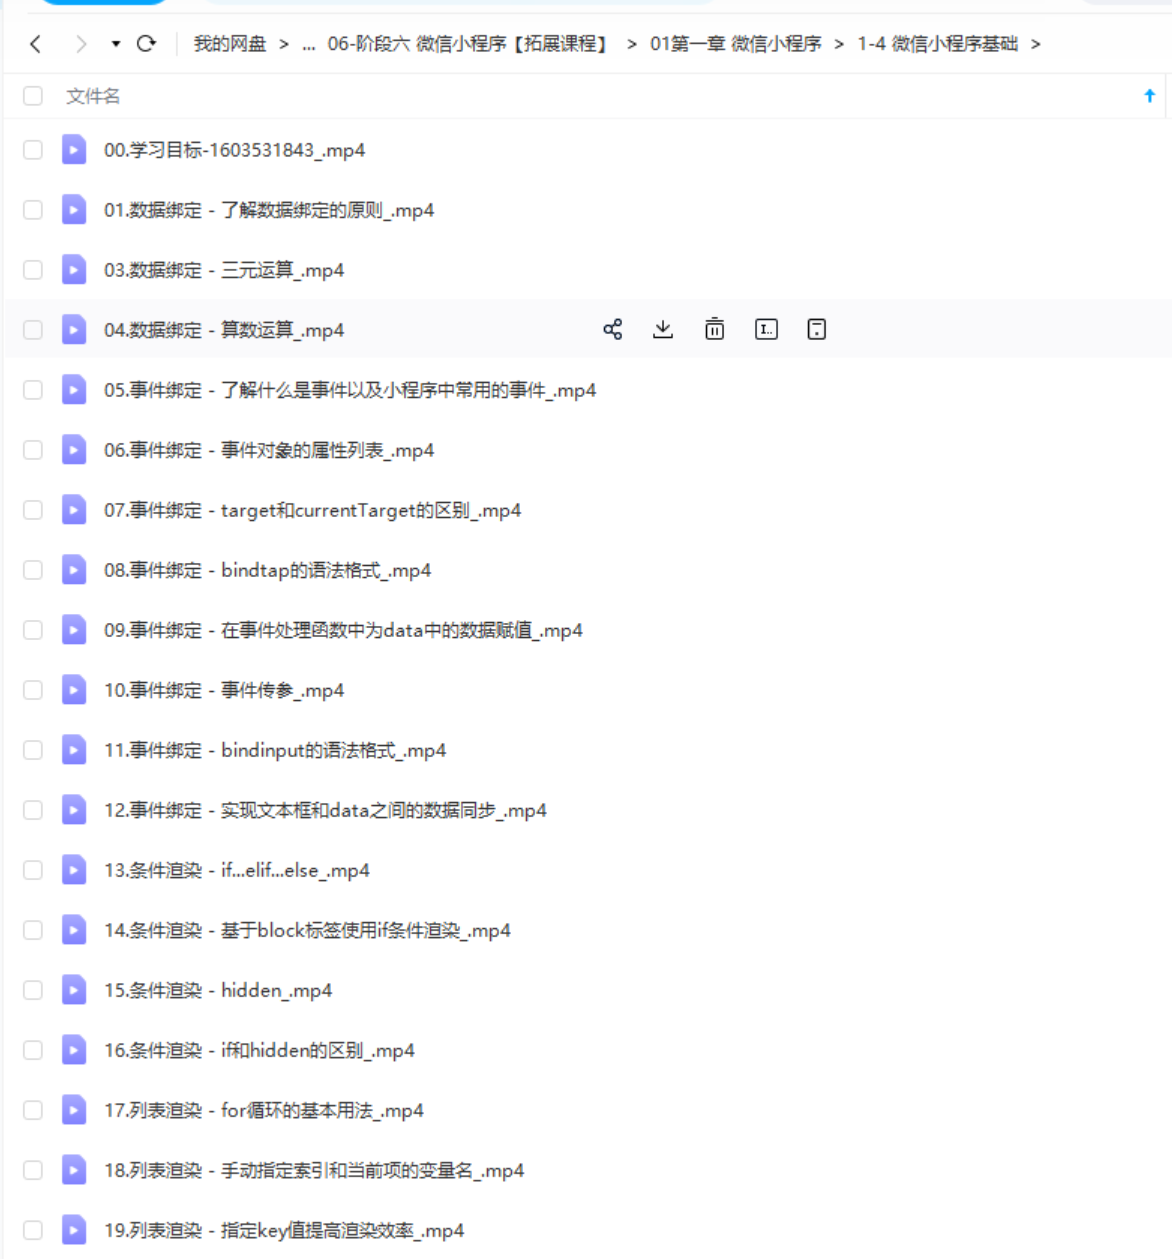 我的网盘 > ... 06-阶段六 微信小程序【拓展课程】 > 01第一章 微信小程序 > 1-4 微信小程序基础 >
文件名
00.学习目标-1603531843_.mp4
01.数据绑定 - 了解数据绑定的原则_.mp4
03.数据绑定 - 三元运算_.mp4
04.数据绑定 - 算数运算_.mp4
05.事件绑定 - 了解什么是事件以及小程序中常用的事件_.mp4
06.事件绑定 - 事件对象的属性列表_.mp4
07.事件绑定 - target和currentTarget的区别_.mp4
08.事件绑定 - bindtap的语法格式_.mp4
09.事件绑定 - 在事件处理函数中为data中的数据赋值_.mp4
10.事件绑定 - 事件传参_.mp4
11.事件绑定 - bindinput的语法格式_.mp4
12.事件绑定 - 实现文本框和data之间的数据同步_.mp4
13.条件渲染 - if...elif...else_.mp4
14.条件渲染 - 基于block标签使用if条件渲染_.mp4
15.条件渲染 - hidden_.mp4
16.条件渲染 - if和hidden的区别_.mp4
17.列表渲染 - for循环的基本用法_.mp4
18.列表渲染 - 手动指定索引和当前项的变量名_.mp4
19.列表渲染 - 指定key值提高渲染效率_.mp4